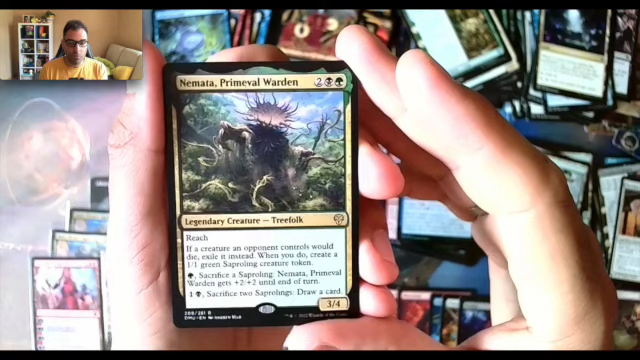 Nemata, Primeval Warden 2
Legendary Creature — Treefolk
Reach
If a creature an opponent controls would
die, exile it instead. When you do, create a
1/1 green Saproling creature token.
, Sacrifice a Saproling: Nemata, Primeval
Warden gets +2/+2 until end of turn.
1 , Sacrifice two Saprolings: Draw a card.
3/4
R
DMU • EN